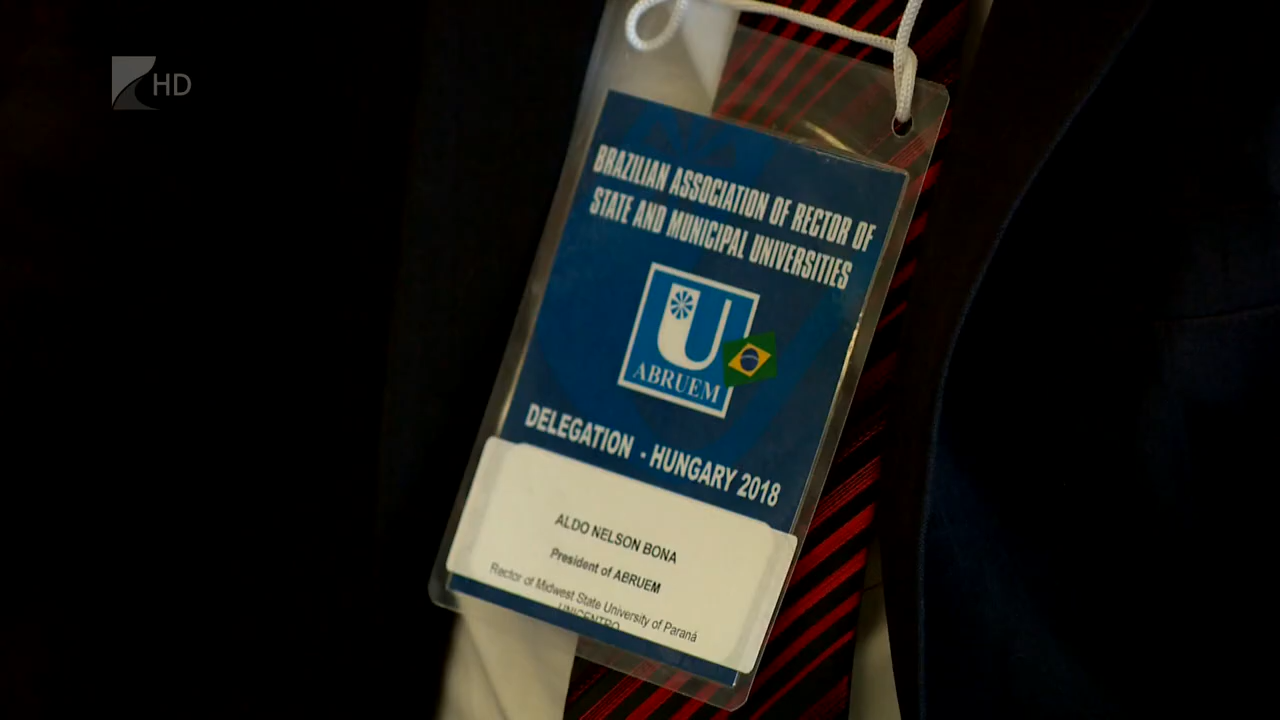 HD
BRAZILIAN ASSOCIATION OF RECTOR OF
STATE AND MUNICIPAL UNIVERSITIES
ABRUEM
DELEGATION - HUNGARY 2018
ALDO NELSON BONA
President of ABRUEM
Rector of Midwest State University of Paraná
UNICENTRO